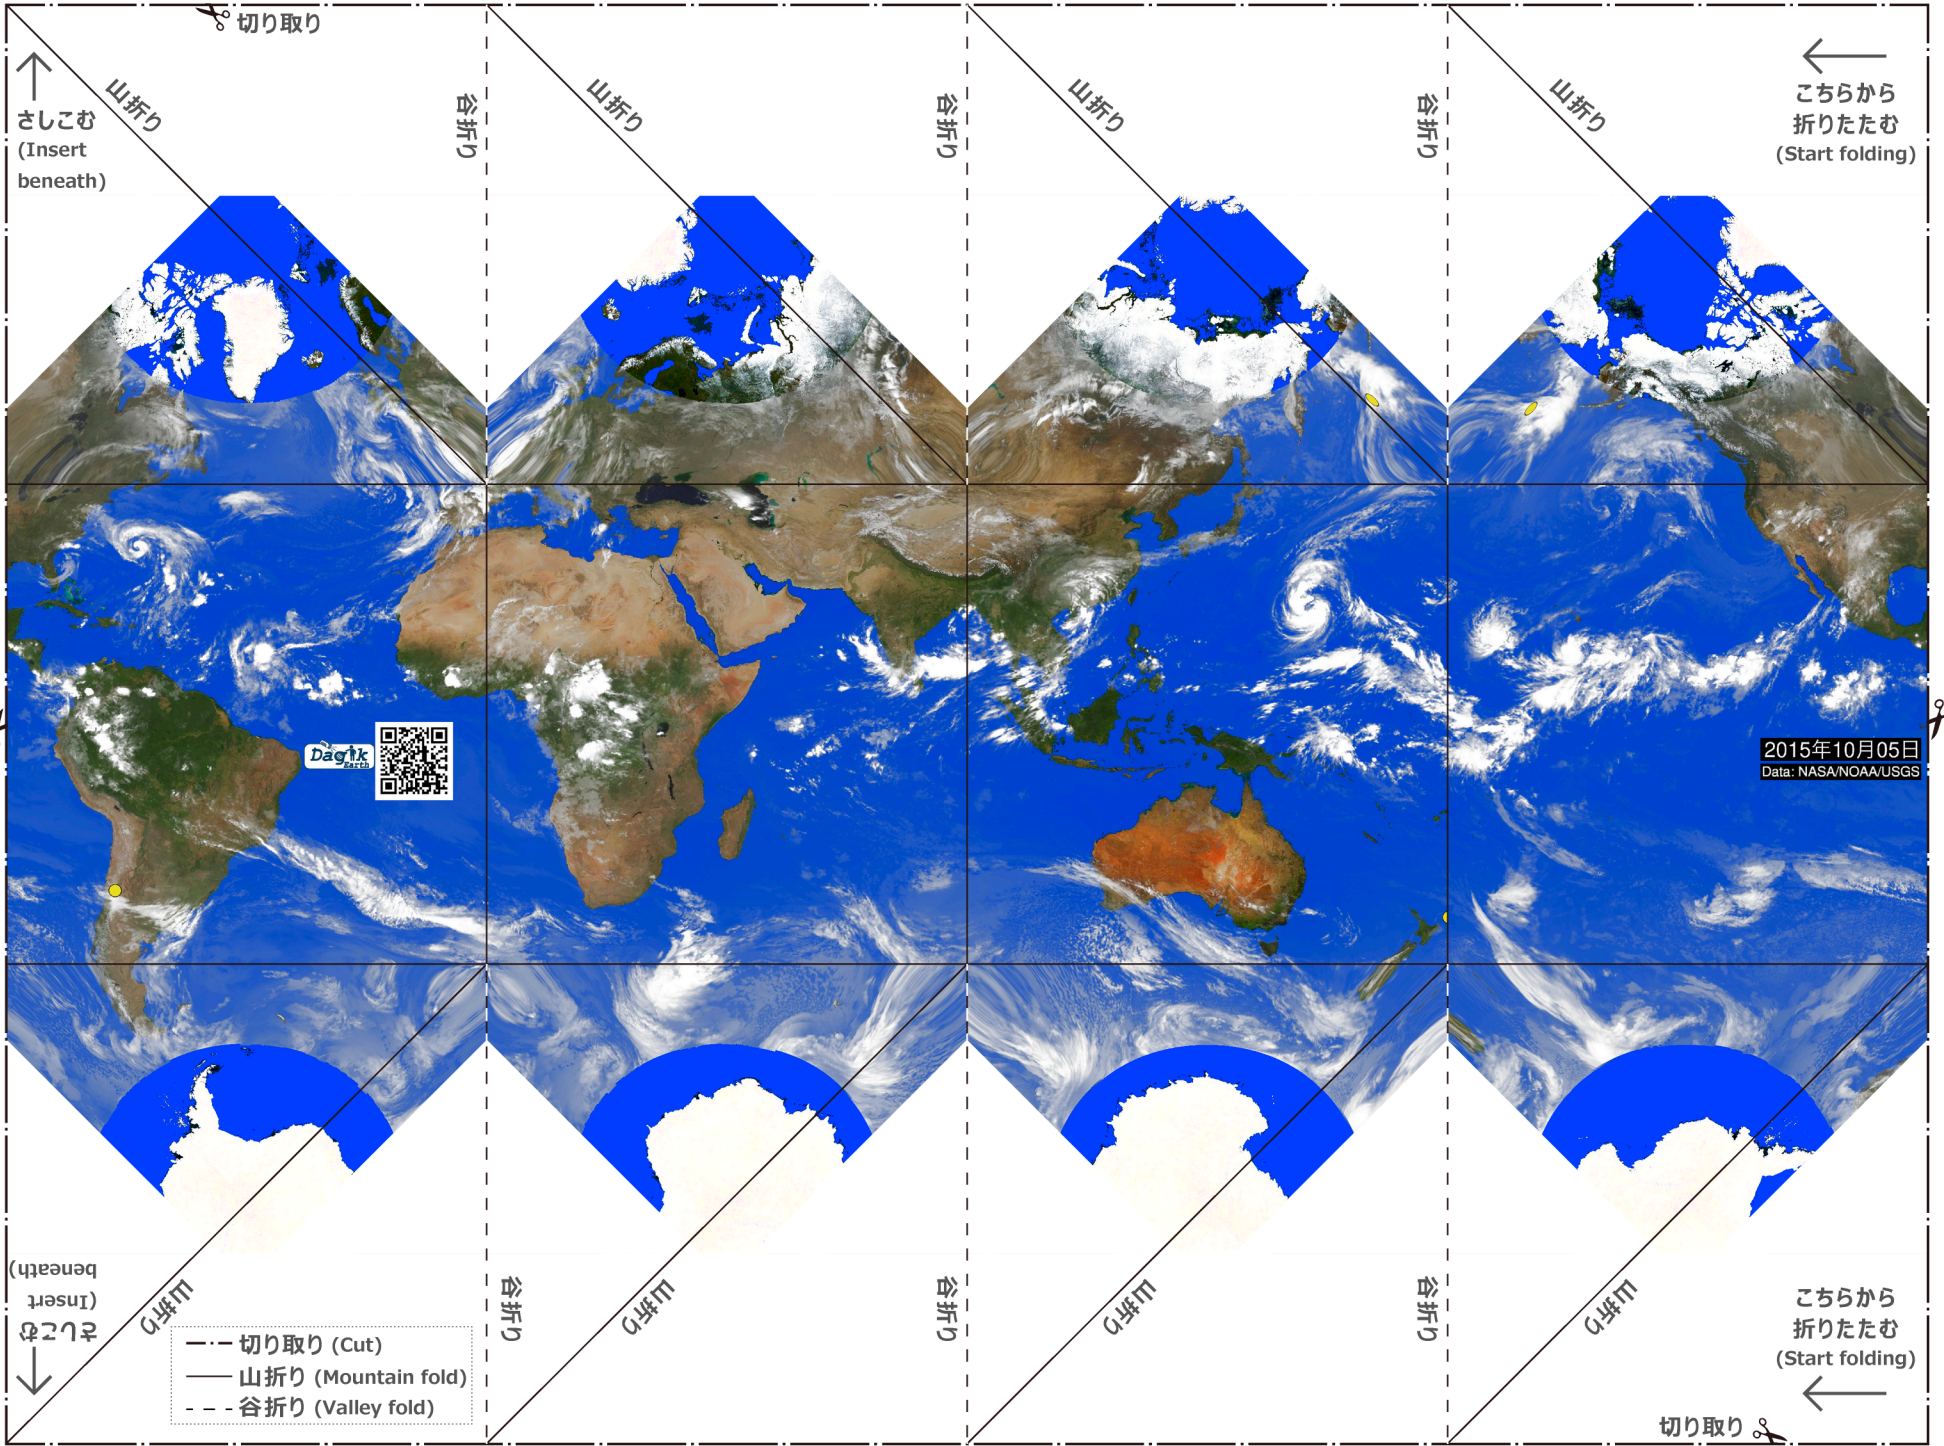 切り取り
さしこむ
(Insert
beneath)
山折り
谷折り
山折り
谷折り
山折り
谷折り
山折り
こちらから
折りたたむ
(Start folding)
Dagik
Earth
2015年10月05日
Data: NASA/NOAA/USGS
さしこむ
(Insert
beneath)
山折り
谷折り
山折り
谷折り
山折り
谷折り
山折り
切り取り (Cut)
山折り (Mountain fold)
谷折り (Valley fold)
こちらから
折りたたむ
(Start folding)
切り取り